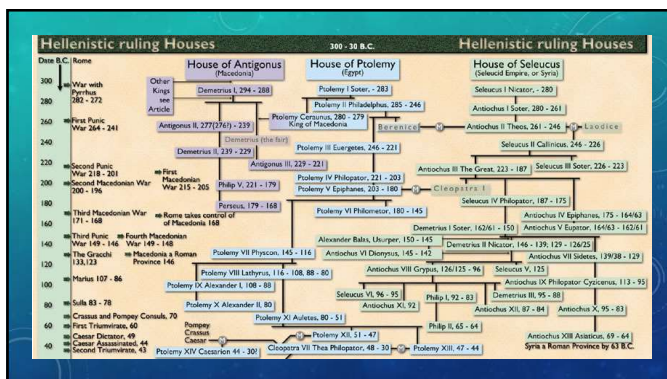 Hellenistic ruling Houses
300 - 30 B.C.
Hellenistic ruling Houses
Date B.C.
Rome
300
280
260
240
220
200
180
160
140
120
100
80
60
40
War with
Pyrrhus
282 - 272
First Punic
War 264 - 241
Second Punic
War 218 - 201
Second Macedonian War
200 - 196
First
Macedonian
War 215 - 205
Third Macedonian War
171 - 168
Rome takes control of
of Macedonia 168
Third Punic
War 149 - 146
Fourth Macedonian
War 149 - 148
The Gracchi
133,123
Macedonia a Roman
Province 146
Marius 107 - 86
Sulla 83 - 78
Crassus and Pompey Consuls, 70
First Triumvirate, 60
Caesar Dictator, 49
Caesar Assassinated, 44
Second Triumvirate, 43
House of Antigonus
(Macedonia)
Other
Kings
see
Article
Demetrius I, 294 - 288
Antigonus II, 277(276?) - 239
Demetrius (the fair)
Demetrius II, 239 - 229
Antigonus III, 229 - 221
Philip V, 221 - 179
Perseus, 179 - 168
House of Ptolemy
(Egypt)
Ptolemy I Soter, - 283
Ptolemy II Philadelphus, 285 - 246
Ptolemy Ceraunus, 280 - 279
King of Macedonia
Berenice
Ptolemy III Euergetes, 246 - 221
Ptolemy IV Philopator, 221 - 203
Ptolemy V Epiphanes, 203 - 180
Cleopatra I
Ptolemy VI Philometor, 180 - 145
Ptolemy VII Physcon, 145 - 116
Ptolemy VIII Lathyrus, 116 - 108, 88 - 80
Ptolemy IX Alexander I, 108 - 88
Ptolemy X Alexander II, 80
Ptolemy XI Auletes, 80 - 51
Pompey
Crassus
Caesar
Ptolemy XII, 51 - 47
Ptolemy XIV Caesarion 44 - 30?
Cleopatra VII Thea Philopator, 48 - 30
Ptolemy XIII, 47 - 44
House of Seleucus
(Seleucid Empire, or Syria)
Seleucus I Nicator, - 280
Antiochus I Soter, 280 - 261
Antiochus II Theos, 261 - 246
Laodice
Seleucus II Callinicus, 246 - 226
Seleucus III Soter, 226 - 223
Antiochus III The Great, 223 - 187
Seleucus IV Philopator, 187 - 175
Antiochus IV Epiphanes, 175 - 164/63
Demetrius I Soter, 162/61 - 150
Antiochus V Eupator, 164/63 - 162/61
Alexander Balas, Usurper, 150 - 145
Demetrius II Nicator, 146 - 139; 129 - 126/25
Antiochus VI Dionysus, 145 - 142
Antiochus VII Sidetes, 139/38 - 129
Antiochus VIII Grypus, 126/125 - 96
Seleucus V, 125
Antiochus IX Philopator Cyzicenus, 113 - 95
Seleucus VI, 96 - 95
Philip I, 92 - 83
Demetrius III, 95 - 88
Antiochus XI, 92
Antiochus XII, 87 - 84
Antiochus X, 95 - 83
Philip II, 65 - 64
Antiochus XIII Asiaticus, 69 - 64
Syria a Roman Province by 63 B.C.